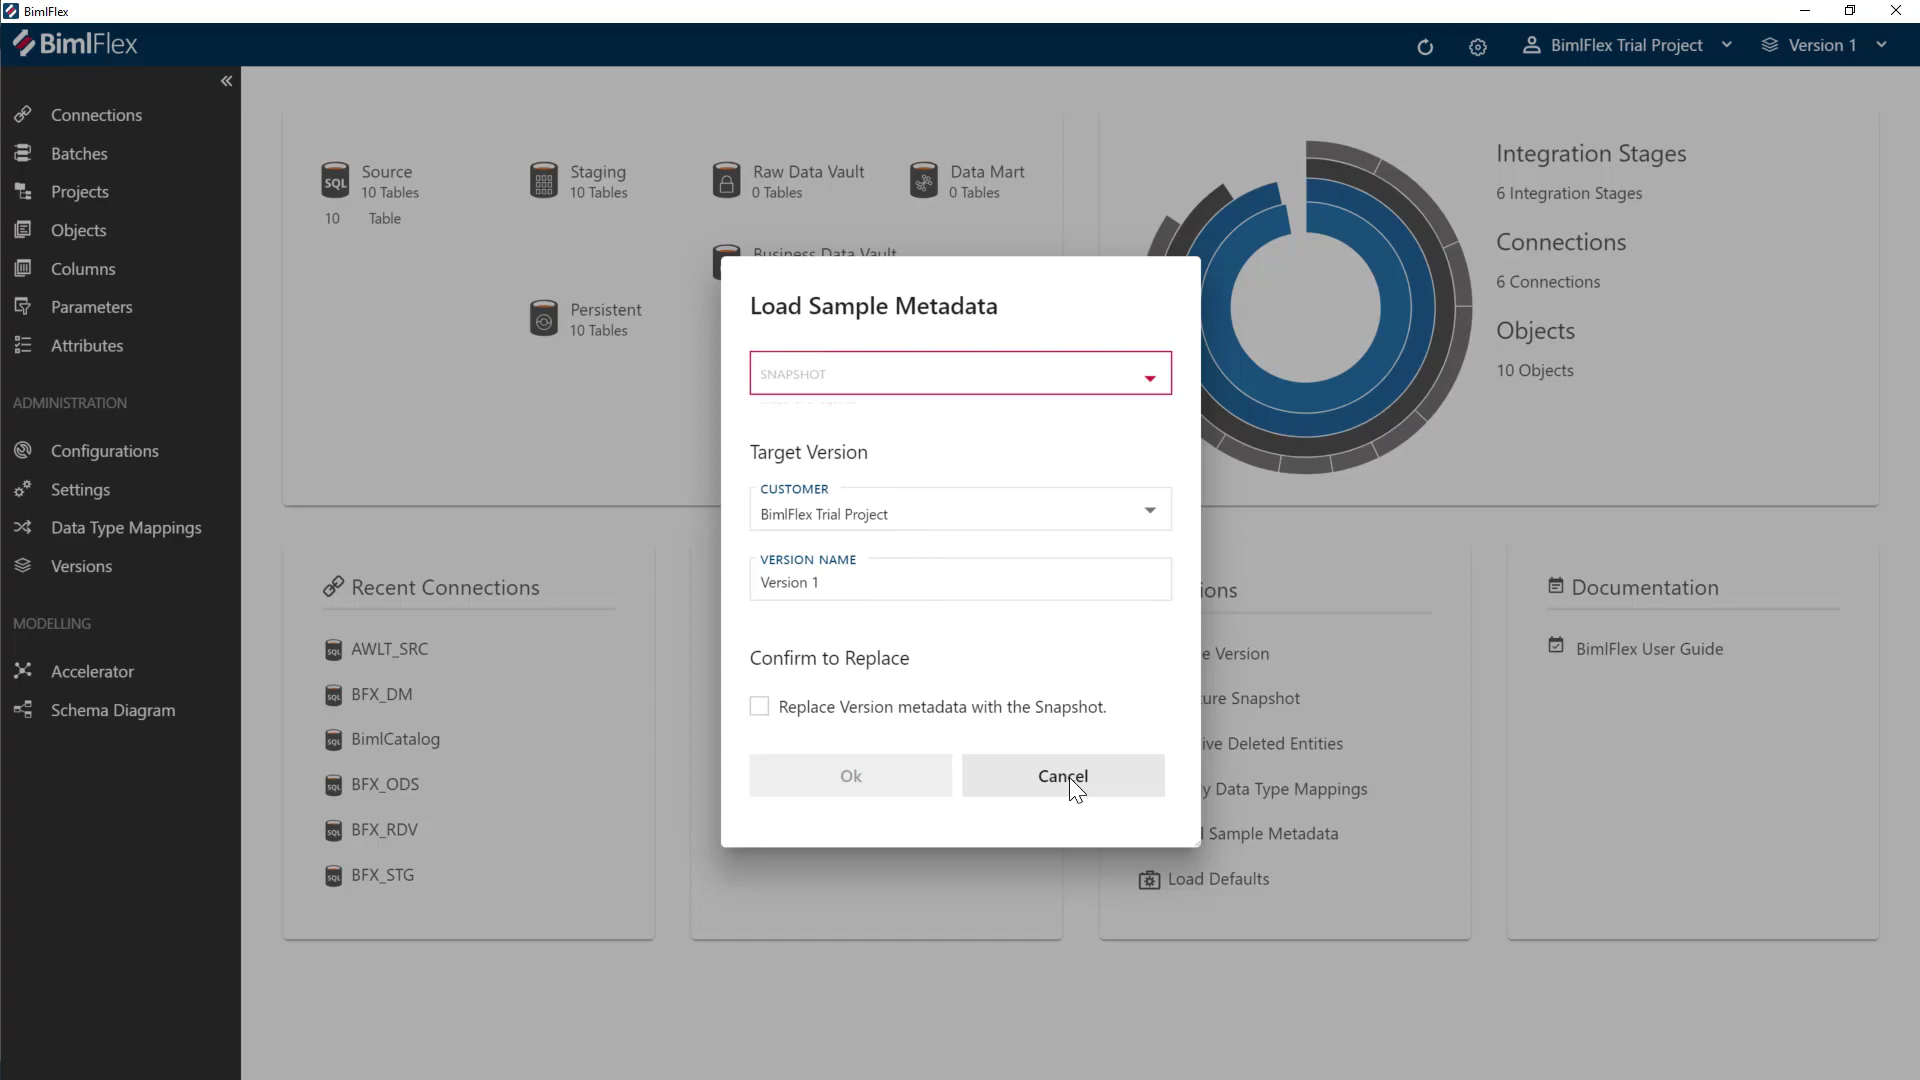 BimlFlex
BimlFlex
BimlFlex Trial Project
Version 1
Connections
Batches
Projects
Objects
Columns
Parameters
Attributes
ADMINISTRATION
Configurations
Settings
Data Type Mappings
Versions
MODELLING
Accelerator
Schema Diagram
Source
10 Tables
10 Table
Staging
10 Tables
Raw Data Vault
0 Tables
Data Mart
0 Tables
Business Data Vault
Persistent
10 Tables
Integration Stages
6 Integration Stages
Connections
6 Connections
Objects
10 Objects
Load Sample Metadata
SNAPSHOT
Target Version
CUSTOMER
BimlFlex Trial Project
VERSION NAME
Version 1
Confirm to Replace
Replace Version metadata with the Snapshot.
Ok
Cancel
Recent Connections
AWLT_SRC
BFX_DM
BimlCatalog
BFX_ODS
BFX_RDV
BFX_STG
ions
e Version
ure Snapshot
ive Deleted Entities
y Data Type Mappings
Sample Metadata
Load Defaults
Documentation
BimlFlex User Guide